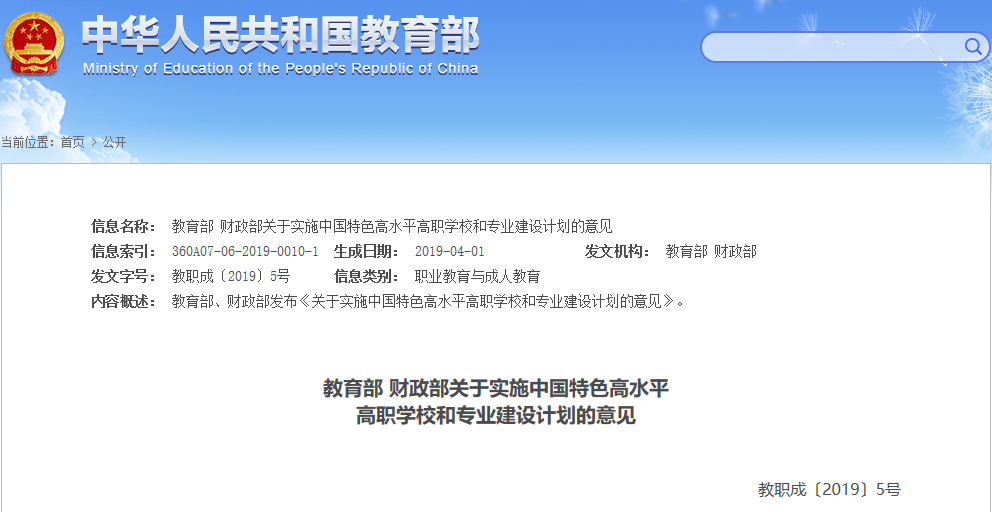 中华人民共和国教育部
Ministry of Education of the People's Republic of China
当前位置：首页 > 公开
信息名称： 教育部 财政部关于实施中国特色高水平高职学校和专业建设计划的意见
信息索引： 360A07-06-2019-0010-1 生成日期： 2019-04-01 发文机构： 教育部 财政部
发文字号： 教职成〔2019〕5号 信息类别： 职业教育与成人教育
内容概述： 教育部、财政部发布《关于实施中国特色高水平高职学校和专业建设计划的意见》。
教育部 财政部关于实施中国特色高水平
高职学校和专业建设计划的意见
教职成〔2019〕5号